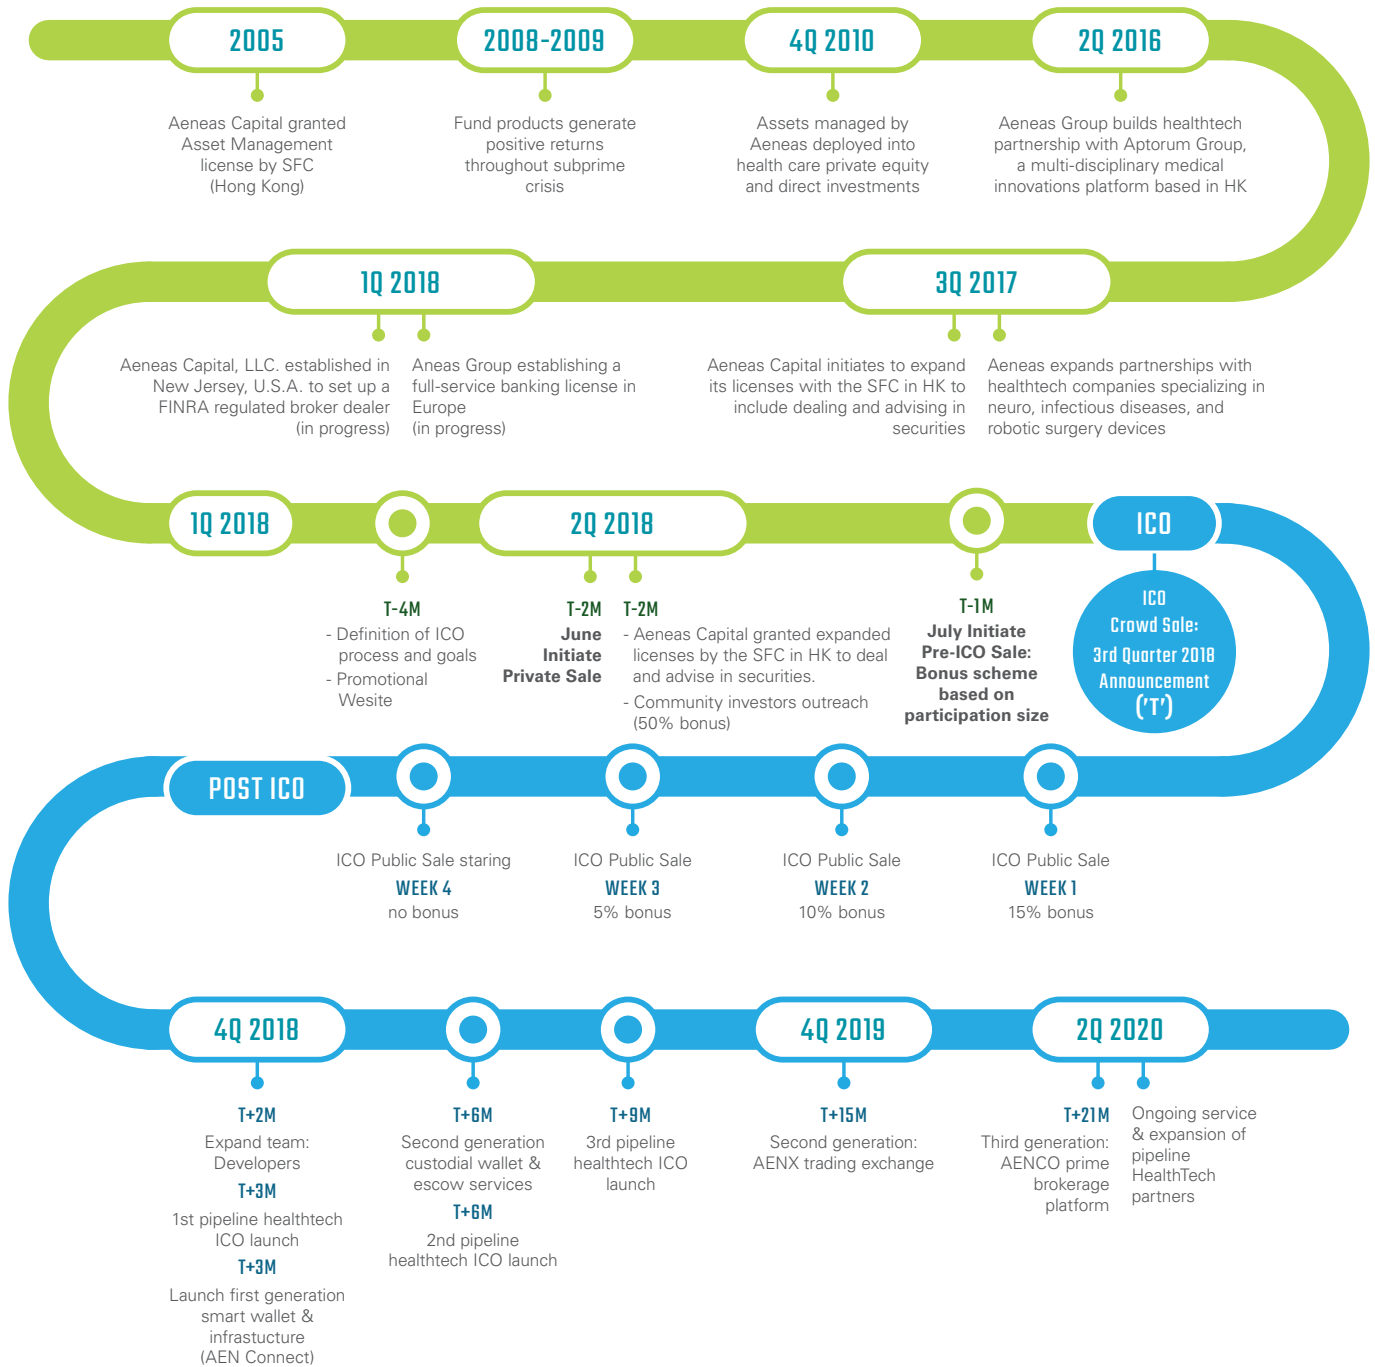 2005
Aeneas Capital granted
Asset Management
license by SFC
(Hong Kong)
2008-2009
Fund products generate
positive returns
throughout subprime
crisis
4Q 2010
Assets managed by
Aeneas deployed into
health care private equity
and direct investments
2Q 2016
Aeneas Group builds healthtech
partnership with Aptorum Group,
a multi-disciplinary medical
innovations platform based in HK
3Q 2017
Aeneas Capital initiates to expand
its licenses with the SFC in HK to
include dealing and advising in
securities
Aeneas expands partnerships with
healthtech companies specializing in
neuro, infectious diseases, and
robotic surgery devices
1Q 2018
Aeneas Capital, LLC. established in
New Jersey, U.S.A. to set up a
FINRA regulated broker dealer
(in progress)
Aneas Group establishing a
full-service banking license in
Europe
(in progress)
1Q 2018
T-4M
- Definition of ICO
process and goals
- Promotional
Wesite
2Q 2018
T-2M
June
Initiate
Private Sale
T-2M
- Aeneas Capital granted expanded
licenses by the SFC in HK to deal
and advise in securities.
- Community investors outreach
(50% bonus)
T-1M
July Initiate
Pre-ICO Sale:
Bonus scheme
based on
participation size
ICO
ICO
Crowd Sale:
3rd Quarter 2018
Announcement
('T')
ICO Public Sale
WEEK 1
15% bonus
ICO Public Sale
WEEK 2
10% bonus
ICO Public Sale
WEEK 3
5% bonus
ICO Public Sale staring
WEEK 4
no bonus
POST ICO
4Q 2018
T+2M
Expand team:
Developers
T+3M
1st pipeline healthtech
ICO launch
T+3M
Launch first generation
smart wallet &
infrastucture
(AEN Connect)
T+6M
Second generation
custodial wallet &
escow services
T+6M
2nd pipeline
healthtech ICO launch
T+9M
3rd pipeline
healthtech ICO
launch
4Q 2019
T+15M
Second generation:
AENX trading exchange
2Q 2020
T+21M
Third generation:
AENCO prime
brokerage
platform
Ongoing service
& expansion of
pipeline
HealthTech
partners